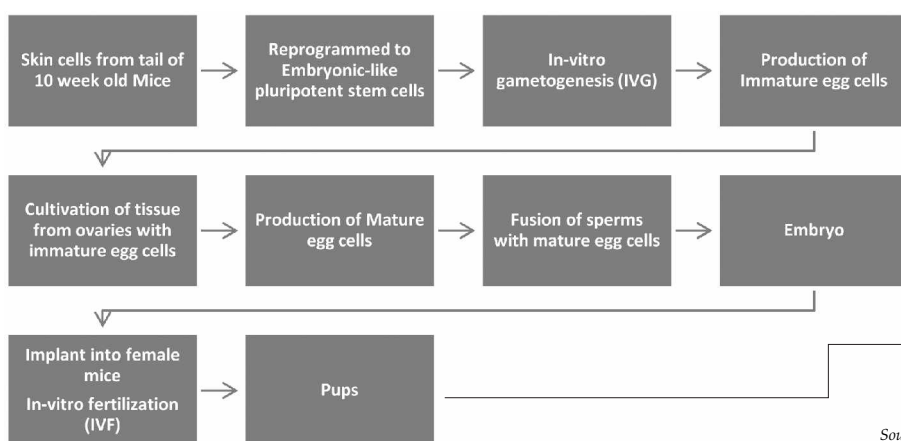 Skin cells from tail of
10 week old Mice
Reprogrammed to
Embryonic-like
pluripotent stem cells
In-vitro
gametogenesis (IVG)
Production of
Immature egg cells
Cultivation of tissue
from ovaries with
immature egg cells
Production of Mature
egg cells
Fusion of sperms
with mature egg cells
Embryo
Implant into female
mice
In-vitro fertilization
(IVF)
Pups
Sou